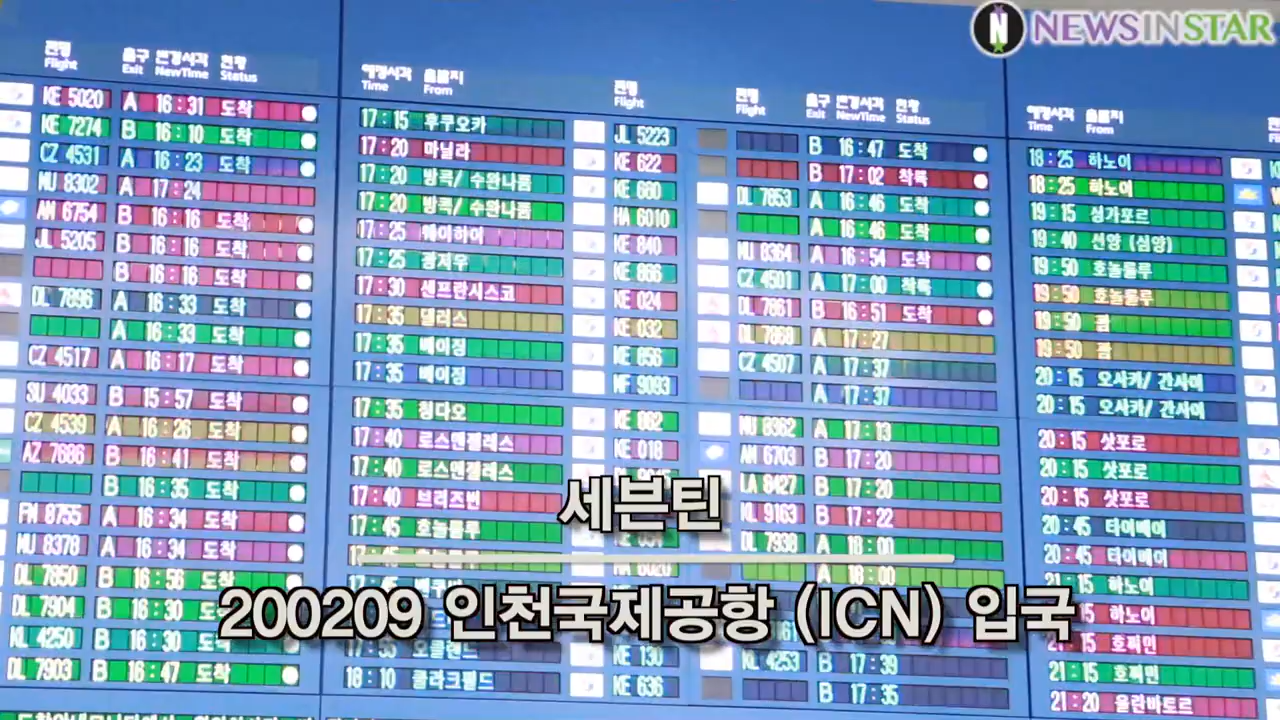 NEWSINSTAR
편명 출구 변경시각 현황
Flight Exit NewTime Status
KE 5020 A 16:31 도착
KE 7274 B 16:10 도착
CZ 4531 A 16:23 도착
MU 8302 A 17:24
AM 6754 B 16:16 도착
JL 5205 B 16:16 도착
B 16:16 도착
DL 7896 A 16:33 도착
A 16:33 도착
CZ 4517 A 16:17 도착
SU 4033 B 15:57 도착
CZ 4539 A 16:26 도착
AZ 7686 B 16:41 도착
B 16:35 도착
FM 8755 A 16:34 도착
MU 8378 A 16:34 도착
DL 7850 B 16:56 도착
DL 7904 B 16:30
KL 4250 B 16:30 도착
DL 7903 B 16:47 도착
예정시각 출발지 편명
Time From Flight
17:15 후쿠오카 JL 5223
17:20 마닐라 KE 622
17:20 방콕/ 수완나품 KE 660
17:20 방콕/ 수완나품 HA 6010
17:25 웨이하이 KE 840
17:25 광저우 KE 866
17:30 샌프란시스코 KE 024
17:35 댈러스 KE 032
17:35 베이징 KE 856
17:35 베이징 MF 9083
17:35 칭다오 KE 862
17:40 로스앤젤레스 KE 018
17:40 로스앤젤레스
17:40 브리즈번
17:45 호놀룰루
17:45
17:45
17:55 오클랜드 KE 130
18:10 클라크필드 KE 636
편명 출구 변경시각 현황
Flight Exit NewTime Status
B 16:47 도착
B 17:02 착륙
DL 7853 A 16:46 도착
A 16:46 도착
MU 8364 A 16:54 도착
CZ 4501 A 17:00 착륙
DL 7861 B 16:51 도착
DL 7868 A 17:27
CZ 4507 A 17:37
A 17:37
MU 8362 A 17:13
AM 6703 B 17:20
LA 8427 B 17:20
KL 9163 B 17:22
DL 7938 A 18:00
A 18:00
KL 4253 B 17:39
B 17:35
예정시각 출발지
Time From
18:25 하노이
18:25 하노이
19:15 싱가포르
19:40 선양 (심양)
19:50 호놀룰루
19:50 호놀룰루
19:50 괌
19:50 괌
20:15 오사카/ 간사이
20:15 오사카/ 간사이
20:15 삿포로
20:15 삿포로
20:15 삿포로
20:45 타이베이
20:45 타이베이
21:15 하노이
하노이
호찌민
21:15 호찌민
21:20 울란바토르
세븐틴
200209 인천국제공항 (ICN) 입국